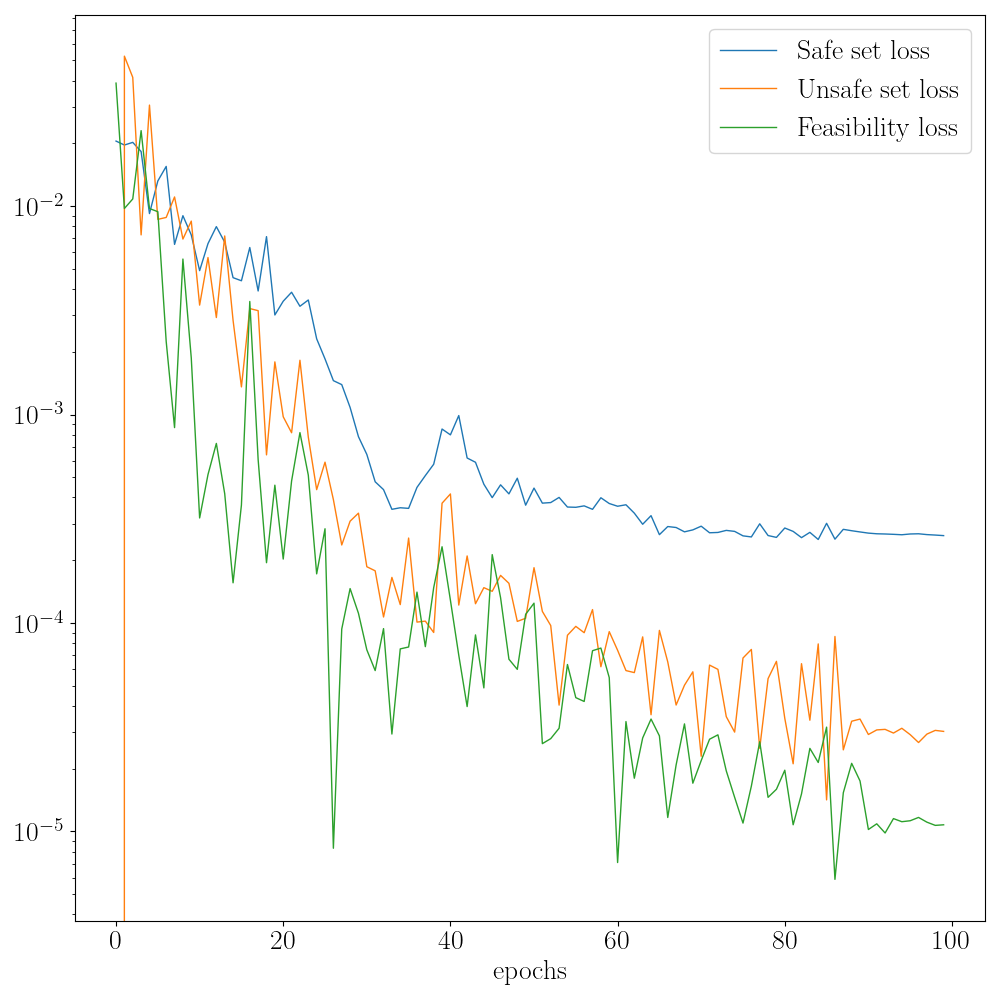 Safe set loss
Unsafe set loss
Feasibility loss
10⁻²
10⁻³
10⁻⁴
10⁻⁵
0 20 40 60 80 100
epochs